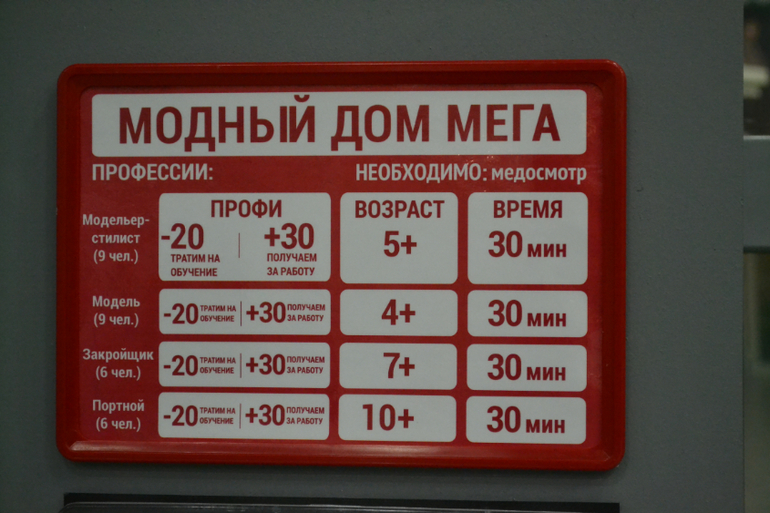 МОДНЫЙ ДОМ МЕГА
ПРОФЕССИИ: НЕОБХОДИМО: медосмотр
ПРОФИ ВОЗРАСТ ВРЕМЯ
Модельер-
стилист
(9 чел.)
-20 +30 5+ 30 мин
ТРАТИМ НА ПОЛУЧАЕМ
ОБУЧЕНИЕ ЗА РАБОТУ
Модель
(9 чел.)
-20 ТРАТИМ НА ОБУЧЕНИЕ +30 ПОЛУЧАЕМ ЗА РАБОТУ 4+ 30 мин
Закройщик
(6 чел.)
-20 ТРАТИМ НА ОБУЧЕНИЕ +30 ПОЛУЧАЕМ ЗА РАБОТУ 7+ 30 мин
Портной
(6 чел.)
-20 ТРАТИМ НА ОБУЧЕНИЕ +30 ПОЛУЧАЕМ ЗА РАБОТУ 10+ 30 мин